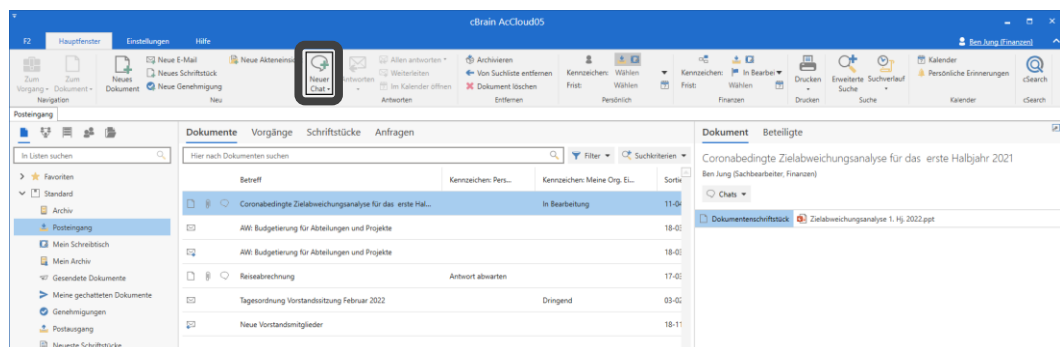 cBrain AcCloud05
F2 Hauptfenster Einstellungen Hilfe Ben Jung (Finanzen)
Zum Vorgang Zum Dokument Neues Dokument Neue E-Mail Neues Schriftstück Neue Genehmigung Neue Akteneinsic Neuer Chat Antworten Allen antworten Weiterleiten Im Kalender öffnen Archivieren Von Suchliste entfernen Dokument löschen Kennzeichen: Wählen Frist: Wählen Kennzeichen: In Bearbei Frist: Wählen Drucken Erweiterte Suche Suchverlauf Kalender Persönliche Erinnerungen cSearch
Navigation Neu Antworten Entfernen Persönlich Finanzen Drucken Suche Kalender cSearch
Posteingang
Dokumente Vorgänge Schriftstücke Anfragen Dokument Beteiligte
In Listen suchen Hier nach Dokumenten suchen Filter Suchkriterien
Coronabedingte Zielabweichungsanalyse für das erste Halbjahr 2021
Ben Jung (Sachbearbeiter, Finanzen)
Favoriten
Betreff Kennzeichen: Pers... Kennzeichen: Meine Org. Ei... Sortie
Standard
Chats
Archiv
Coronabedingte Zielabweichungsanalyse für das erste Hal... In Bearbeitung 11-04
Dokumentenschriftstück Zielabweichungsanalyse 1. Hj. 2022.ppt
Posteingang
AW: Budgetierung für Abteilungen und Projekte 18-03
Mein Schreibtisch
AW: Budgetierung für Abteilungen und Projekte 18-03
Mein Archiv
Gesendete Dokumente
Reiseabrechnung Antwort abwarten 17-03
Meine gechatteten Dokumente
Tagesordnung Vorstandssitzung Februar 2022 Dringend 03-02
Genehmigungen
Postausgang
Neue Vorstandsmitglieder 18-11
Neueste Schriftstücke